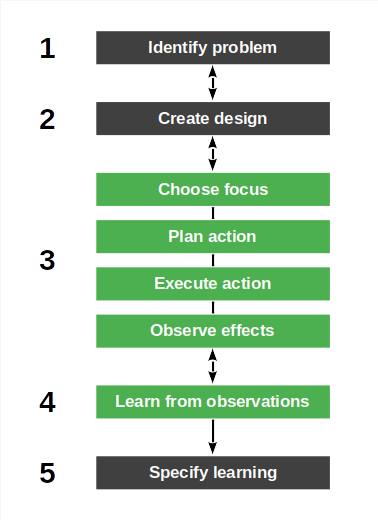 1 Identify problem
2 Create design
Choose focus
Plan action
3
Execute action
Observe effects
4 Learn from observations
5 Specify learning